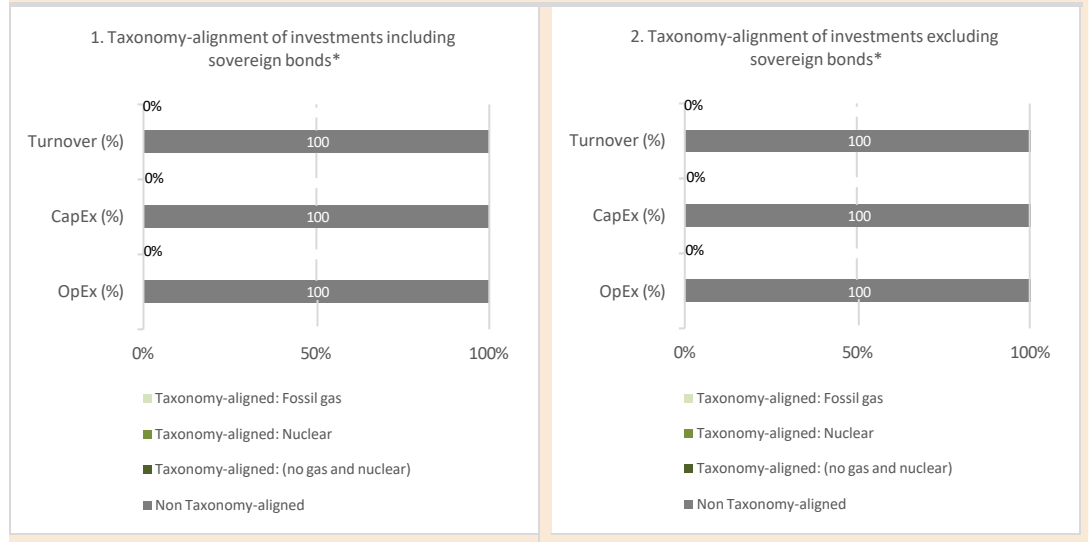 1. Taxonomy-alignment of investments including
sovereign bonds*
0%
Turnover (%)
100
0%
CapEx (%)
100
0%
OpEx (%)
100
0%
50%
100%
Taxonomy-aligned: Fossil gas
Taxonomy-aligned: Nuclear
Taxonomy-aligned: (no gas and nuclear)
Non Taxonomy-aligned
2. Taxonomy-alignment of investments excluding
sovereign bonds*
0%
Turnover (%)
100
0%
CapEx (%)
100
0%
OpEx (%)
100
0%
50%
100%
Taxonomy-aligned: Fossil gas
Taxonomy-aligned: Nuclear
Taxonomy-aligned: (no gas and nuclear)
Non Taxonomy-aligned